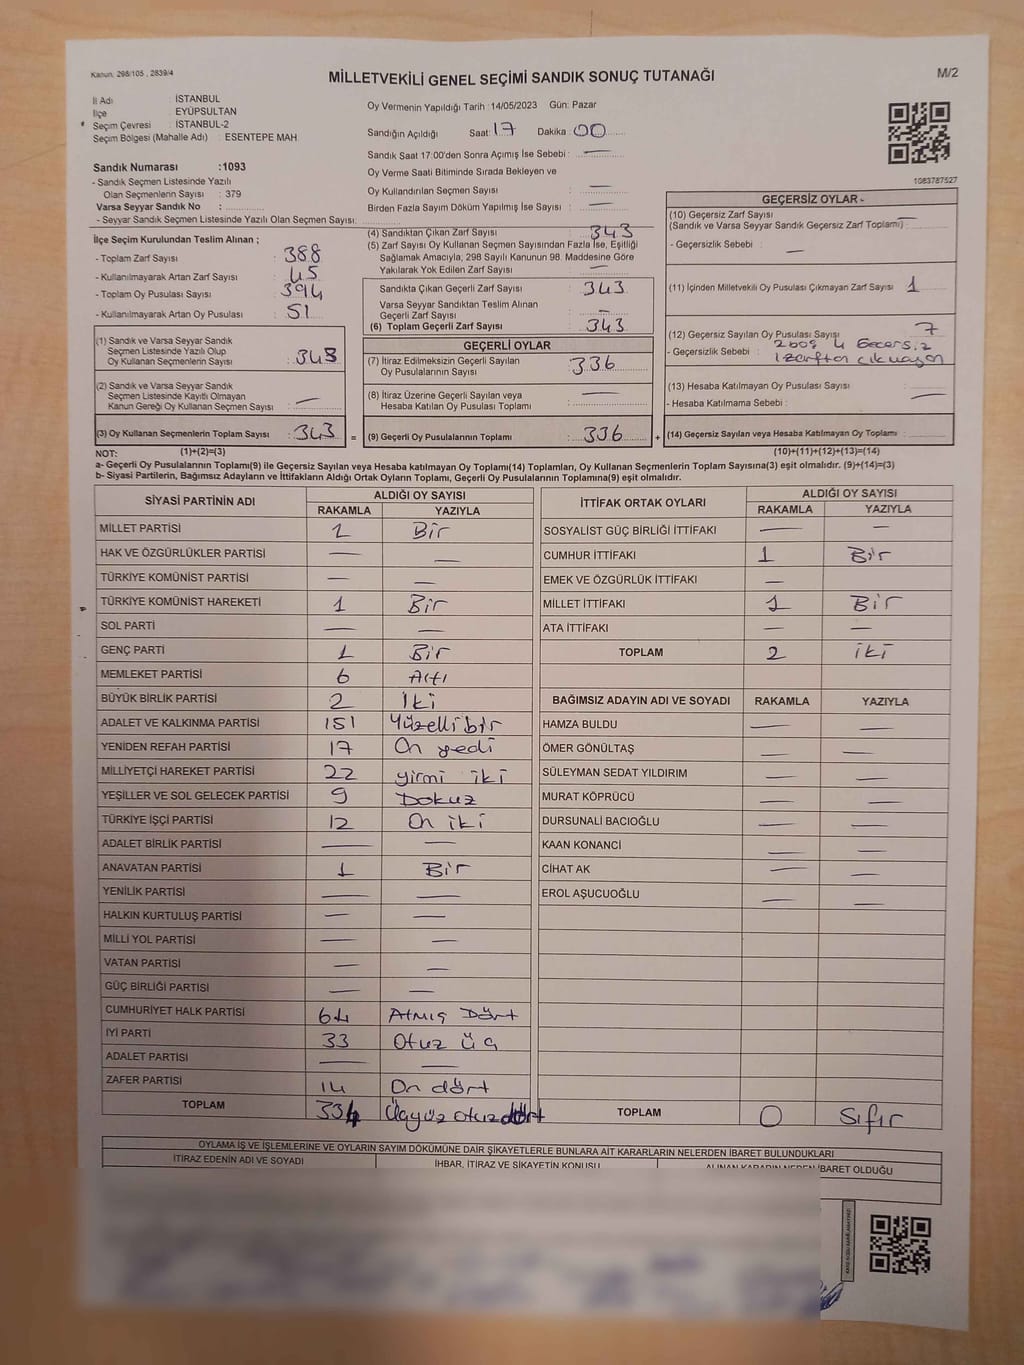 Kanun. 298/105 , 2839/4
MİLLETVEKİLİ GENEL SEÇİMİ SANDIK SONUÇ TUTANAĞI
M/2
İl Adı : İSTANBUL
İlçe : EYÜPSULTAN
Seçim Çevresi : İSTANBUL-2
Seçim Bölgesi (Mahalle Adı) : ESENTEPE MAH.
Oy Vermenin Yapıldığı Tarih :14/05/2023 Gün: Pazar
Sandığın Açıldığı Saat: 17 Dakika : 00
Sandık Saat 17:00'den Sonra Açımış İse Sebebi : —
Oy Verme Saati Bitiminde Sırada Bekleyen ve
Oy Kullandırılan Seçmen Sayısı : —
Birden Fazla Sayım Döküm Yapılmış İse Sayısı : —
Sandık Numarası :1093
- Sandık Seçmen Listesinde Yazılı
Olan Seçmenlerin Sayısı : 379
Varsa Seyyar Sandık No :
- Seyyar Sandık Seçmen Listesinde Yazılı Olan Seçmen Sayısı:
1083787527
İlçe Seçim Kurulundan Teslim Alınan ;
- Toplam Zarf Sayısı : 388
- Kullanılmayarak Artan Zarf Sayısı : 45
- Toplam Oy Pusulası Sayısı : 394
- Kullanılmayarak Artan Oy Pusulası : 51
(1) Sandık ve Varsa Seyyar Sandık
Seçmen Listesinde Yazılı Olup
Oy Kullanan Seçmenlerin Sayısı : 343
(2) Sandık ve Varsa Seyyar Sandık
Seçmen Listesinde Kayıtlı Olmayan
Kanun Gereği Oy Kullanan Seçmen Sayısı : —
(3) Oy Kullanan Seçmenlerin Toplam Sayısı : 343
(4) Sandıktan Çıkan Zarf Sayısı : 343
(5) Zarf Sayısı Oy Kullanan Seçmen Sayısından Fazla İse, Eşitliği
Sağlamak Amacıyla, 298 Sayılı Kanunun 98. Maddesine Göre
Yakılarak Yok Edilen Zarf Sayısı : —
Sandıkta Çıkan Geçerli Zarf Sayısı : 343
Varsa Seyyar Sandıktan Teslim Alınan
Geçerli Zarf Sayısı : —
(6) Toplam Geçerli Zarf Sayısı : 343
GEÇERLİ OYLAR
(7) İtiraz Edilmeksizin Geçerli Sayılan
Oy Pusulalarının Sayısı : 336
(8) İtiraz Üzerine Geçerli Sayılan veya
Hesaba Katılan Oy Pusulası Toplamı : —
= (9) Geçerli Oy Pusulalarının Toplamı : 336 +
GEÇERSİZ OYLAR -
(10) Geçersiz Zarf Sayısı —
(Sandık ve Varsa Seyyar Sandık Geçersiz Zarf Toplamı) :
- Geçersizlik Sebebi : —
(11) İçinden Milletvekili Oy Pusulası Çıkmayan Zarf Sayısı : 1
(12) Geçersiz Sayılan Oy Pusulası Sayısı : 7
- Geçersizlik Sebebi :
(13) Hesaba Katılmayan Oy Pusulası Sayısı :
- Hesaba Katılmama Sebebi : —
(14) Geçersiz Sayılan veya Hesaba Katılmayan Oy Toplamı :
NOT: (1)+(2)=(3) (10)+(11)+(12)+(13)=(14)
a- Geçerli Oy Pusulalarının Toplamı(9) ile Geçersiz Sayılan veya Hesaba katılmayan Oy Toplamı(14) Toplamları, Oy Kullanan Seçmenlerin Toplam Sayısına(3) eşit olmalıdır. (9)+(14)=(3)
b- Siyasi Partilerin, Bağımsız Adayların ve İttifakların Aldığı Ortak Oyların Toplamı, Geçerli Oy Pusulalarının Toplamına(9) eşit olmalıdır.
SİYASİ PARTİNİN ADI ALDIĞI OY SAYISI
RAKAMLA YAZIYLA
MİLLET PARTİSİ 1 Bir
HAK VE ÖZGÜRLÜKLER PARTİSİ — —
TÜRKİYE KOMÜNİST PARTİSİ — —
TÜRKİYE KOMÜNİST HAREKETİ 1 Bir
SOL PARTİ — —
GENÇ PARTİ 1 Bir
MEMLEKET PARTİSİ 6 Altı
BÜYÜK BİRLİK PARTİSİ 2 İki
ADALET VE KALKINMA PARTİSİ 151 Yüzelli bir
YENİDEN REFAH PARTİSİ 17 On yedi
MİLLİYETÇİ HAREKET PARTİSİ 22 yirmi iki
YEŞİLLER VE SOL GELECEK PARTİSİ 9 Dokuz
TÜRKİYE İŞÇİ PARTİSİ 12 On iki
ADALET BİRLİK PARTİSİ — —
ANAVATAN PARTİSİ 1 Bir
YENİLİK PARTİSİ — —
HALKIN KURTULUŞ PARTİSİ — —
MİLLİ YOL PARTİSİ — —
VATAN PARTİSİ — —
GÜÇ BİRLİĞİ PARTİSİ — —
CUMHURİYET HALK PARTİSİ 64 Atmış Dört
İYİ PARTİ 33 Otuz üç
ADALET PARTİSİ — —
ZAFER PARTİSİ 14 On dört
TOPLAM 334 Üçyüz otuz dört
İTTİFAK ORTAK OYLARI ALDIĞI OY SAYISI
RAKAMLA YAZIYLA
SOSYALİST GÜÇ BİRLİĞİ İTTİFAKI — —
CUMHUR İTTİFAKI 1 Bir
EMEK VE ÖZGÜRLÜK İTTİFAKI —
MİLLET İTTİFAKI 1 Bir
ATA İTTİFAKI — —
TOPLAM 2 iki
BAĞIMSIZ ADAYIN ADI VE SOYADI RAKAMLA YAZIYLA
HAMZA BULDU — —
ÖMER GÖNÜLTAŞ — —
SÜLEYMAN SEDAT YILDIRIM — —
MURAT KÖPRÜCÜ — —
DURSUNALİ BACIOĞLU — —
KAAN KONANCİ — —
CİHAT AK — —
EROL AŞUCUOĞLU — —
TOPLAM 0 Sıfır
OYLAMA İŞ VE İŞLEMLERİNE VE OYLARIN SAYIM DÖKÜMÜNE DAİR ŞİKAYETLERLE BUNLARA AİT KARARLARIN NELERDEN İBARET BULUNDUKLARI
İTİRAZ EDENİN ADI VE SOYADI İHBAR, İTİRAZ VE ŞİKAYETİN KONUSU ALINAN KARARIN NEDEN İBARET OLDUĞU